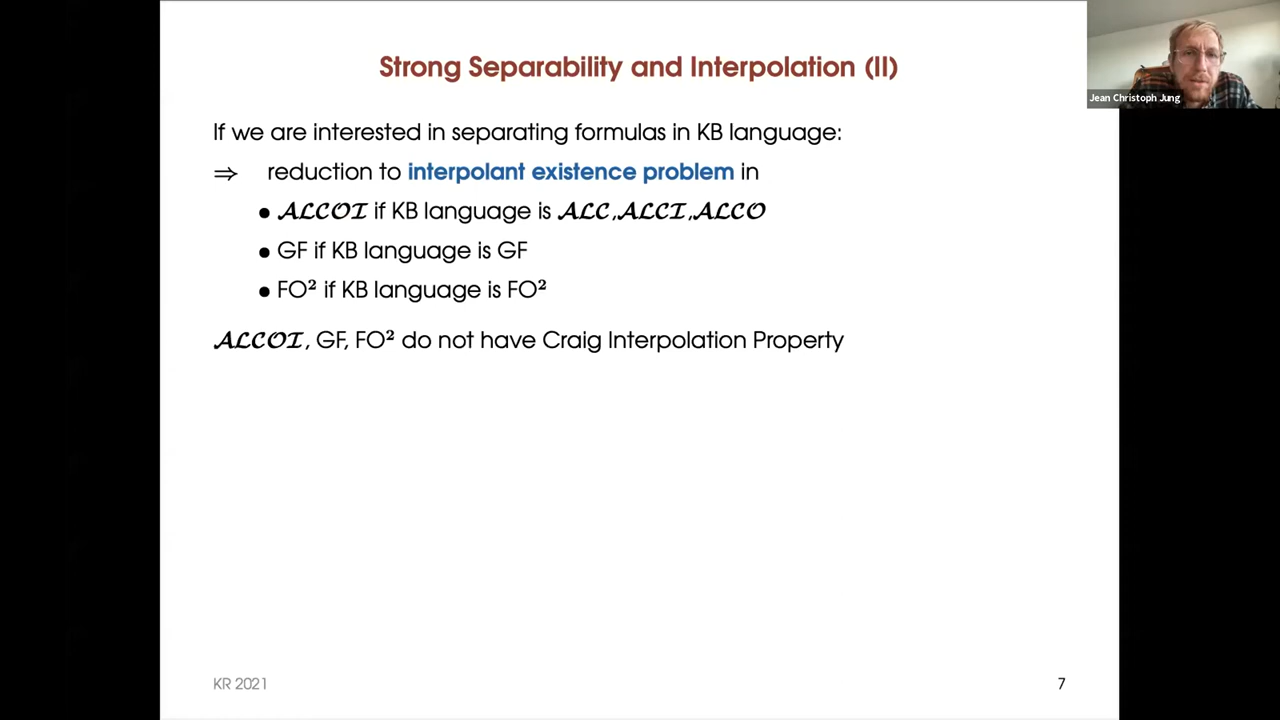 Strong Separability and Interpolation (II)
Jean Christoph Jung
If we are interested in separating formulas in KB language:
⇒ reduction to interpolant existence problem in
• 𝓐𝓛𝓒𝓞𝓘 if KB language is 𝓐𝓛𝓒,𝓐𝓛𝓒𝓘,𝓐𝓛𝓒𝓞
• GF if KB language is GF
• FO² if KB language is FO²
𝓐𝓛𝓒𝓞𝓘, GF, FO² do not have Craig Interpolation Property
KR 2021
7